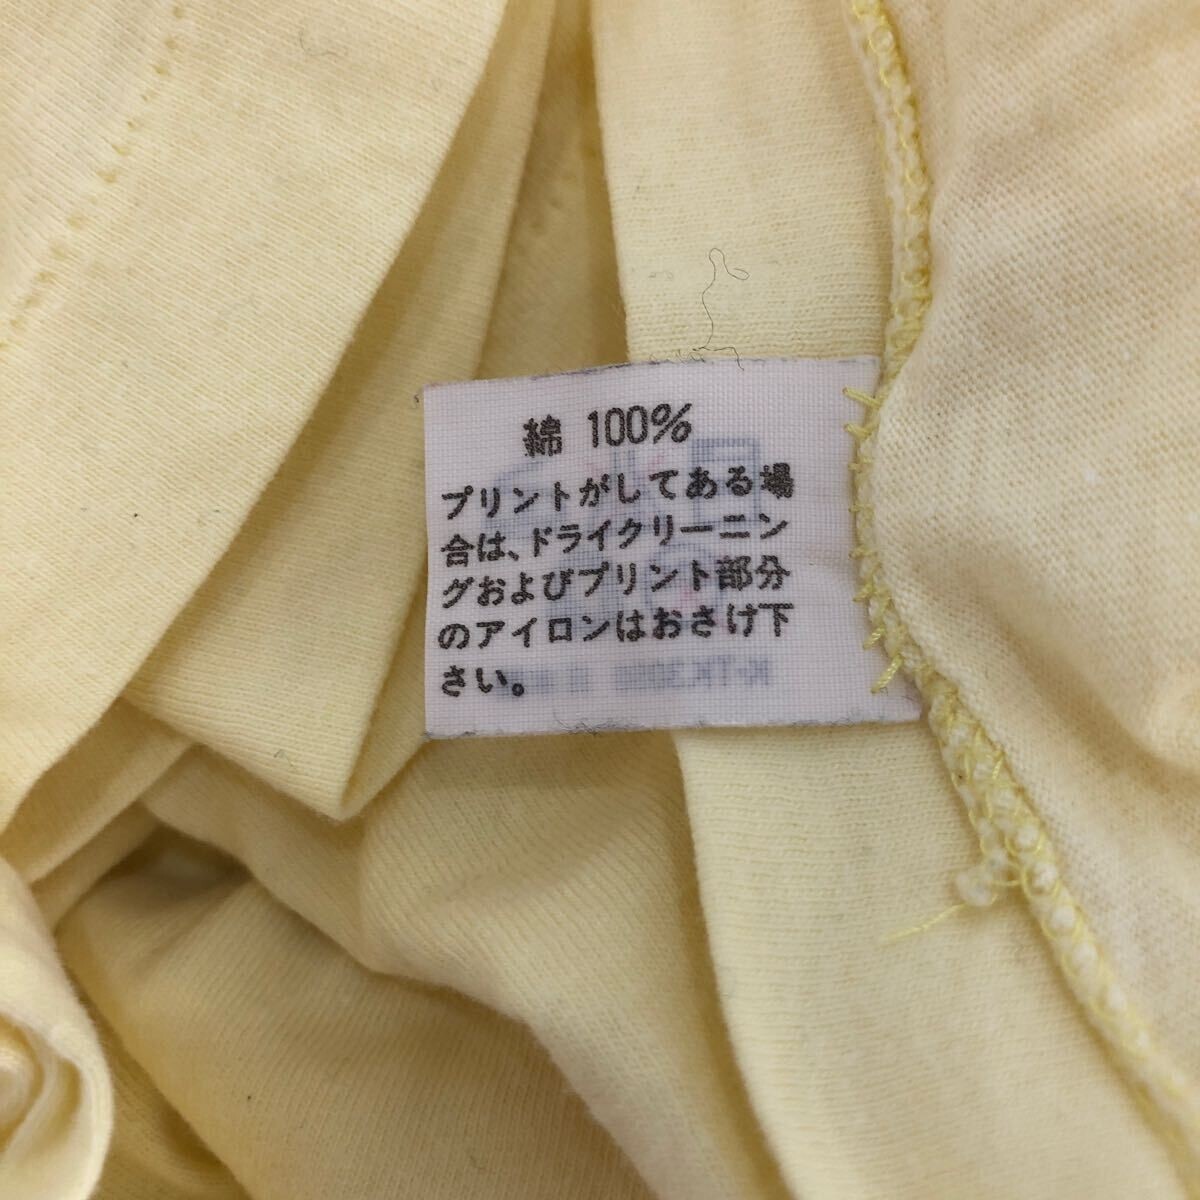 綿 100%
プリントがしてある場
合は、ドライクリーニン
グおよびプリント部分
のアイロンはおさけ下
さい。